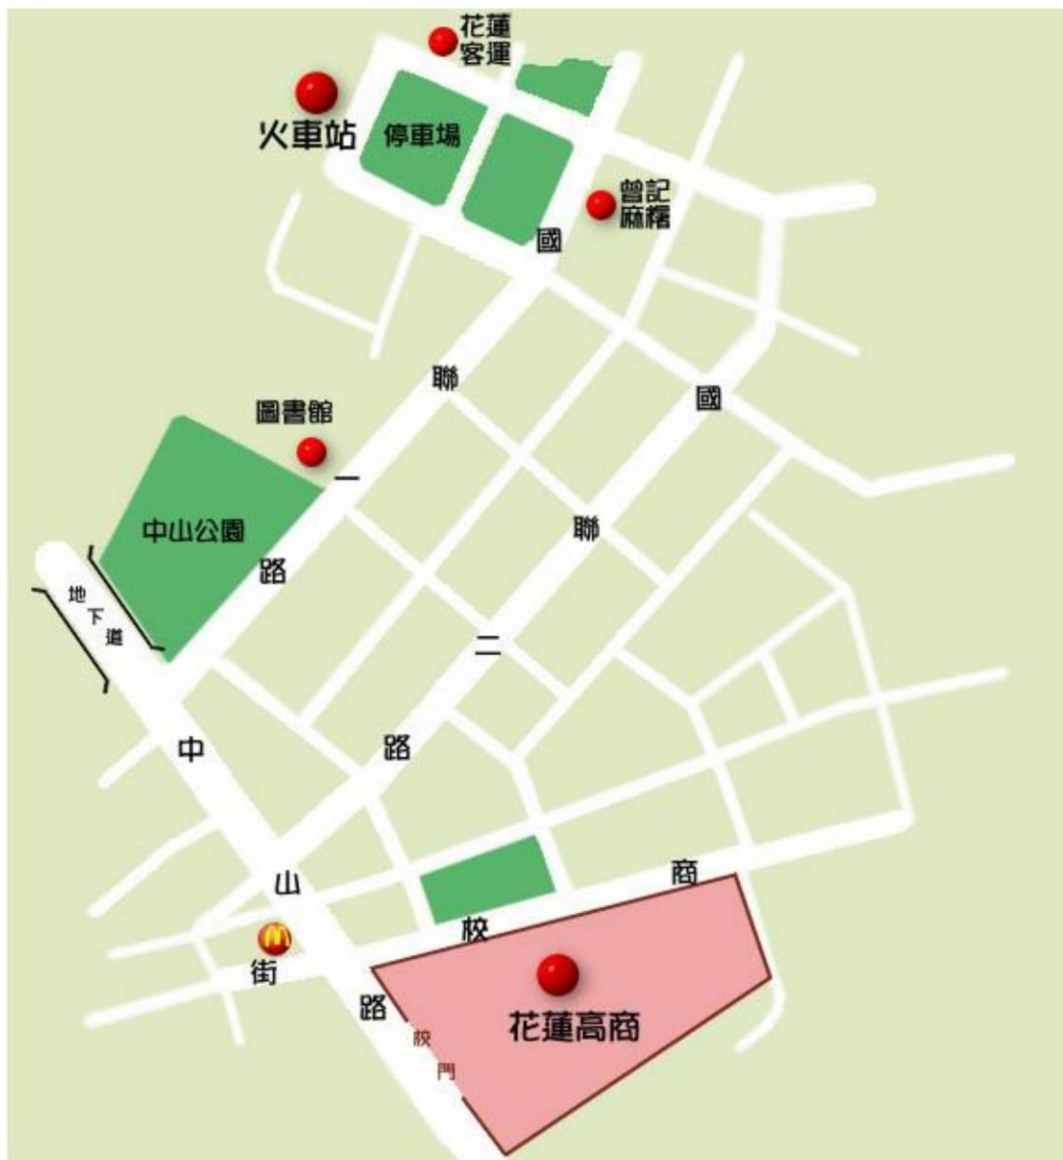 花蓮
客運
火車站
停車場
曾記
麻糬
國聯一路
圖書館
國聯二路
中山公園
地下道
中山路
商校街
花蓮高商
校門